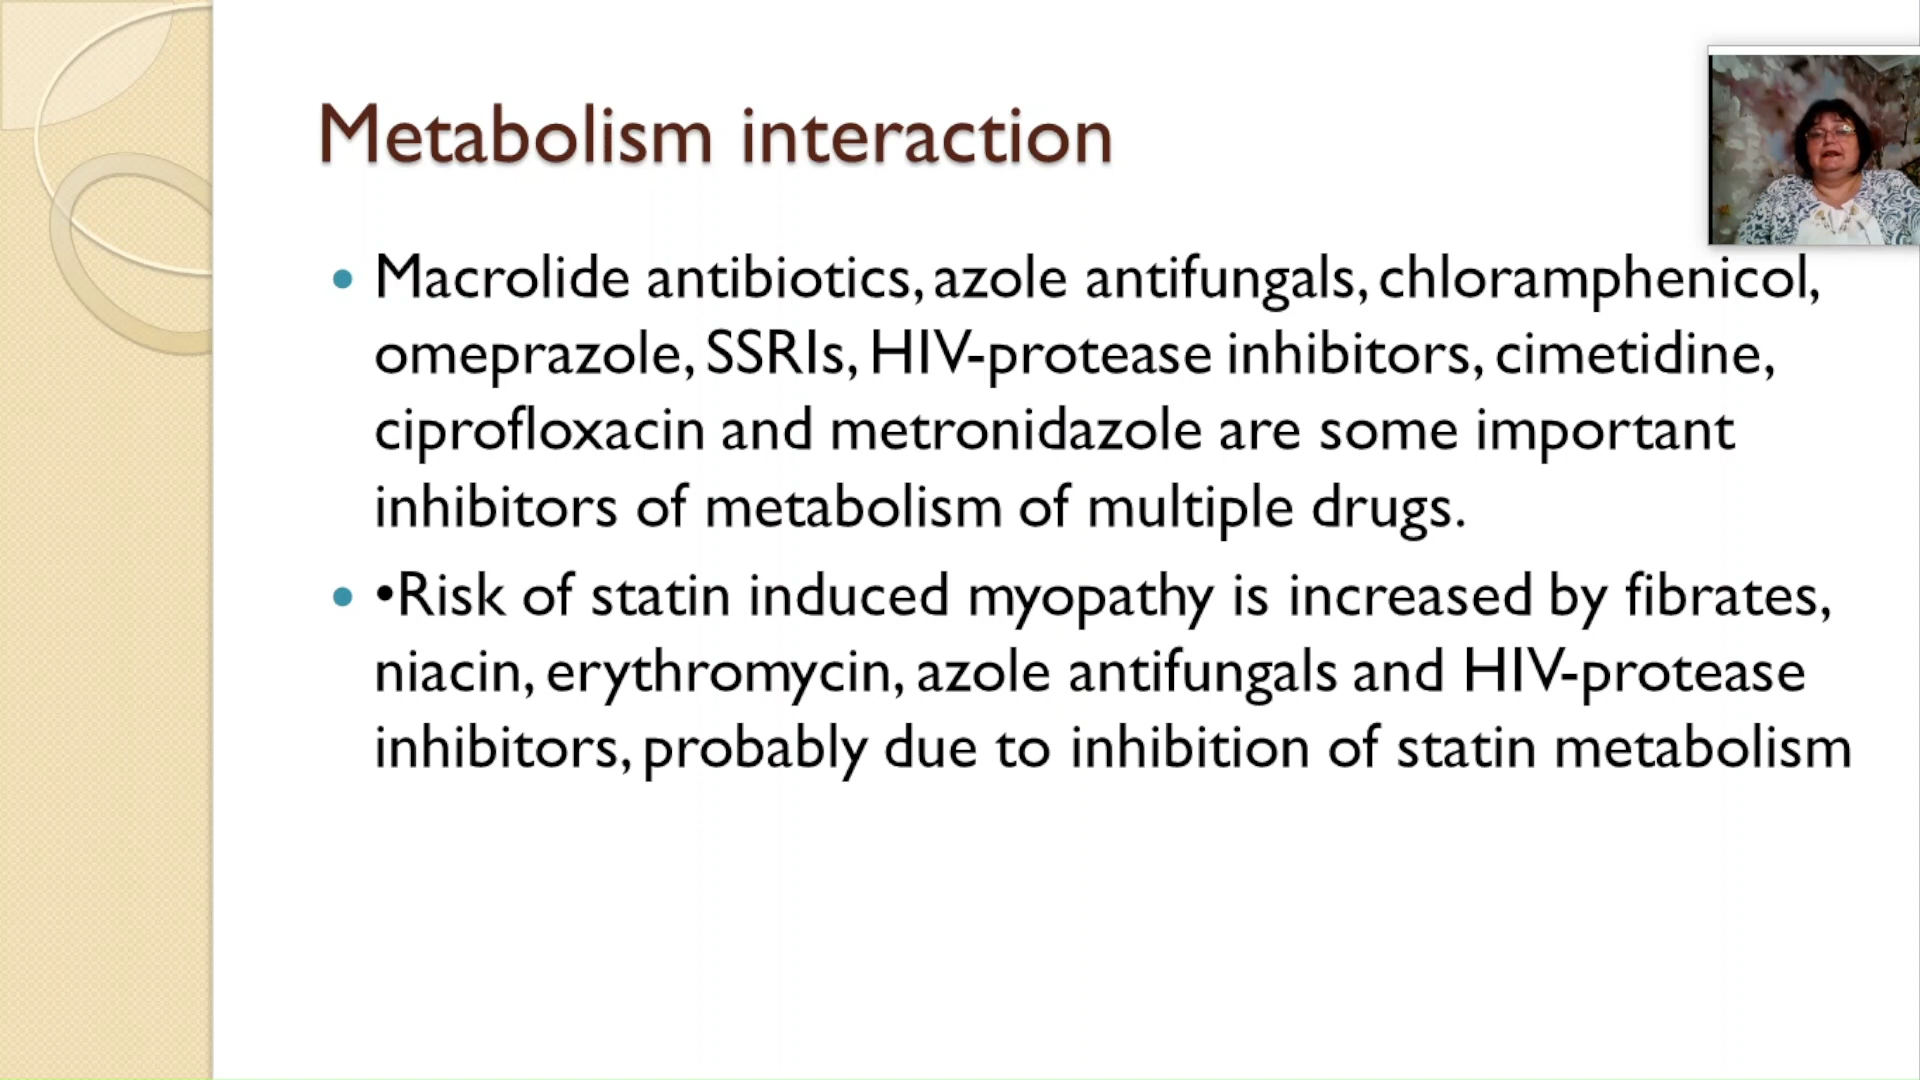 Metabolism interaction
• Macrolide antibiotics, azole antifungals, chloramphenicol,
omeprazole, SSRIs, HIV-protease inhibitors, cimetidine,
ciprofloxacin and metronidazole are some important
inhibitors of metabolism of multiple drugs.
• •Risk of statin induced myopathy is increased by fibrates,
niacin, erythromycin, azole antifungals and HIV-protease
inhibitors, probably due to inhibition of statin metabolism